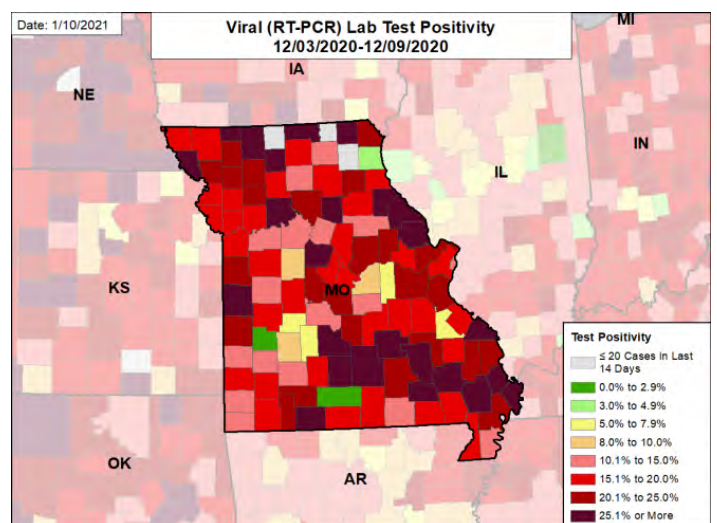 Date: 1/10/2021
Viral (RT-PCR) Lab Test Positivity
12/03/2020-12/09/2020
MI
IA
NE
IN
IL
KS
MO
OK
AR
Test Positivity
≤ 20 Cases in Last
14 Days
0.0% to 2.9%
3.0% to 4.9%
5.0% to 7.9%
8.0% to 10.0%
10.1% to 15.0%
15.1% to 20.0%
20.1% to 25.0%
25.1% or More